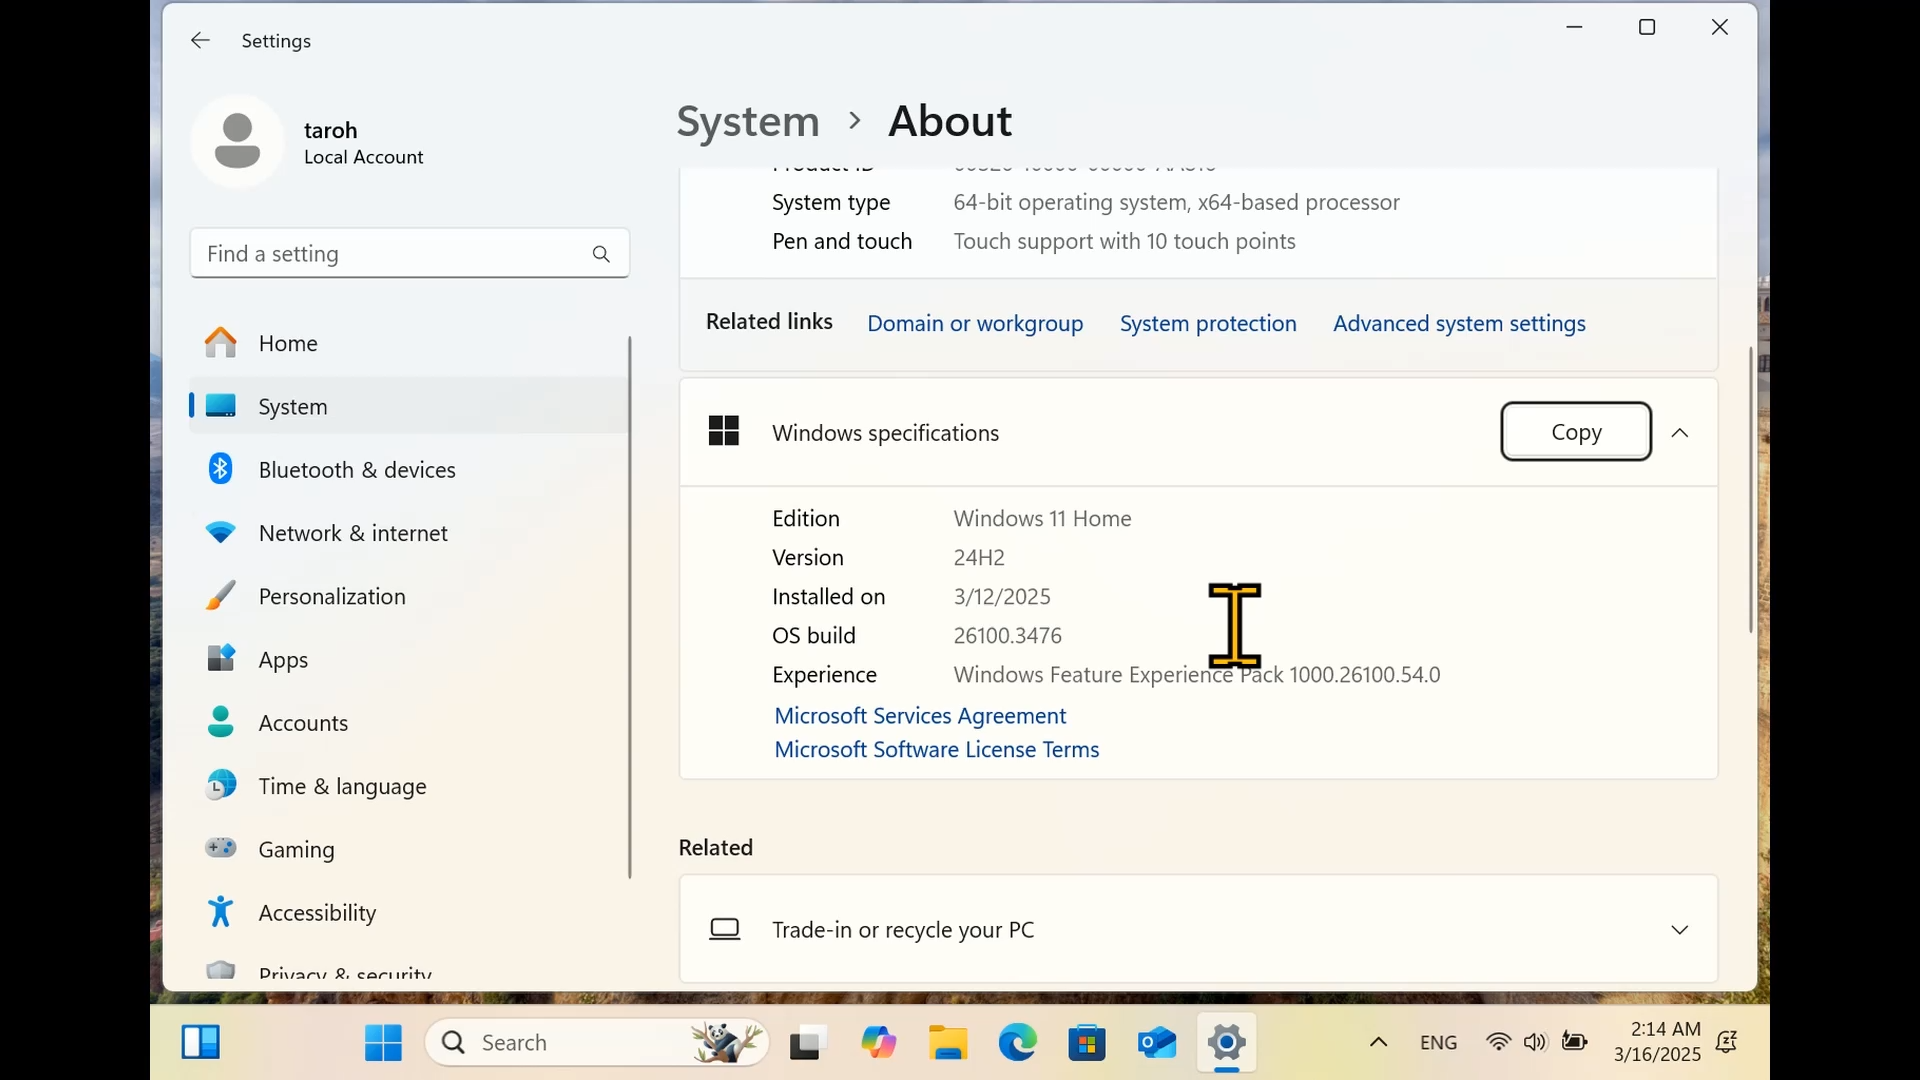 Settings
taroh
Local Account
Find a setting
Home
System
Bluetooth & devices
Network & internet
Personalization
Apps
Accounts
Time & language
Gaming
Accessibility
Privacy & security
System > About
Product ID
System type 64-bit operating system, x64-based processor
Pen and touch Touch support with 10 touch points
Related links Domain or workgroup System protection Advanced system settings
Windows specifications Copy
Edition Windows 11 Home
Version 24H2
Installed on 3/12/2025
OS build 26100.3476
Experience Windows Feature Experience Pack 1000.26100.54.0
Microsoft Services Agreement
Microsoft Software License Terms
Related
Trade-in or recycle your PC
Search
ENG
2:14 AM
3/16/2025